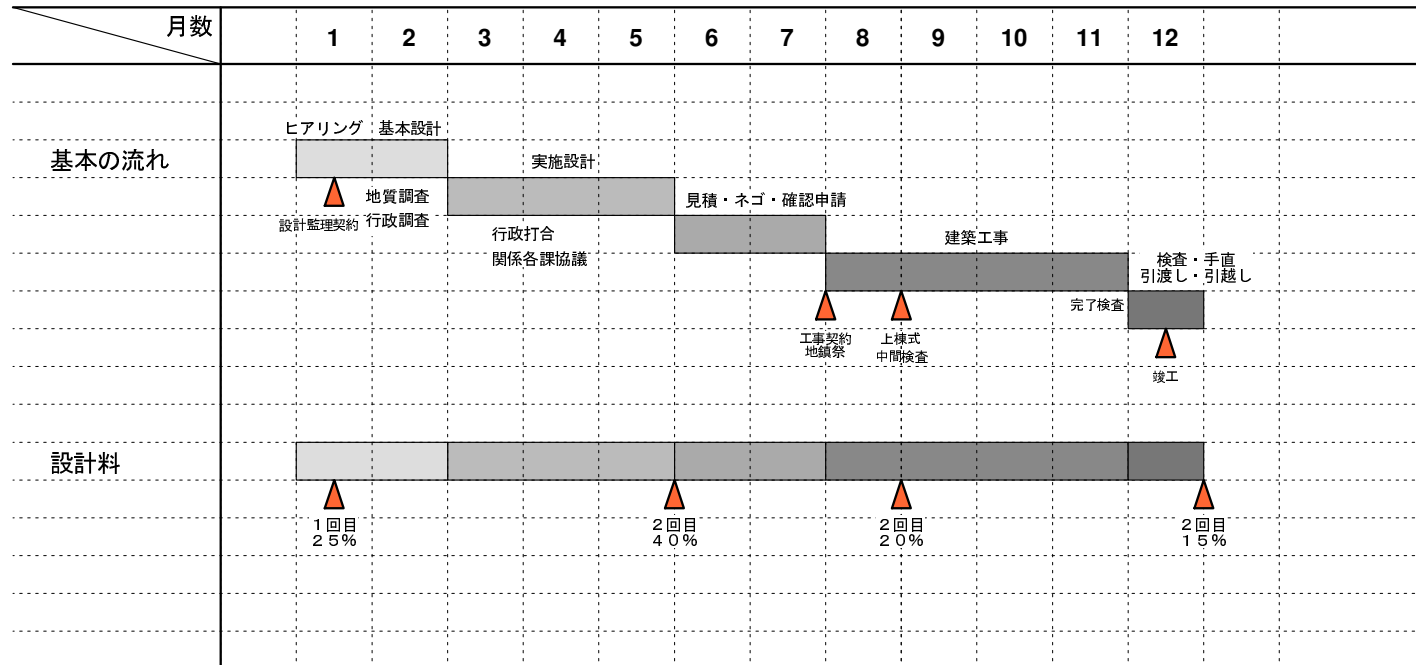 月数
1 2 3 4 5 6 7 8 9 10 11 12
ヒアリング 基本設計
基本の流れ
実施設計
地質調査
行政調査
設計監理契約
見積・ネゴ・確認申請
行政打合
関係各課協議
建築工事
検査・手直
引渡し・引越し
完了検査
工事契約
地鎮祭
上棟式
中間検査
竣工
設計料
1回目
25%
2回目
40%
2回目
20%
2回目
15%